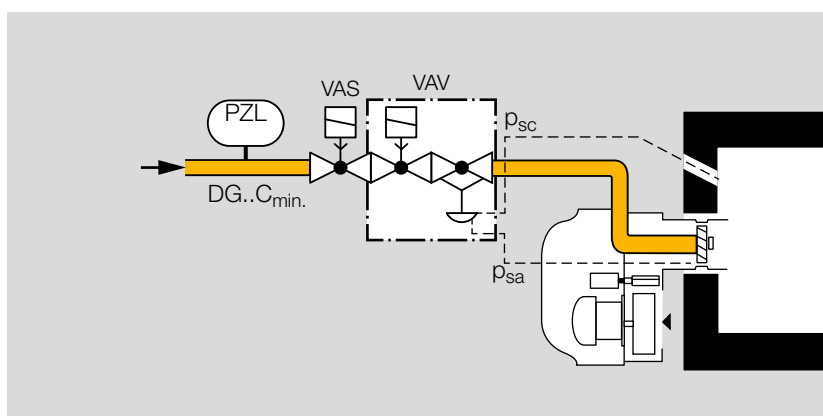 VAS
VAV
PZL
p_sc
DG..C_min.
p_sa